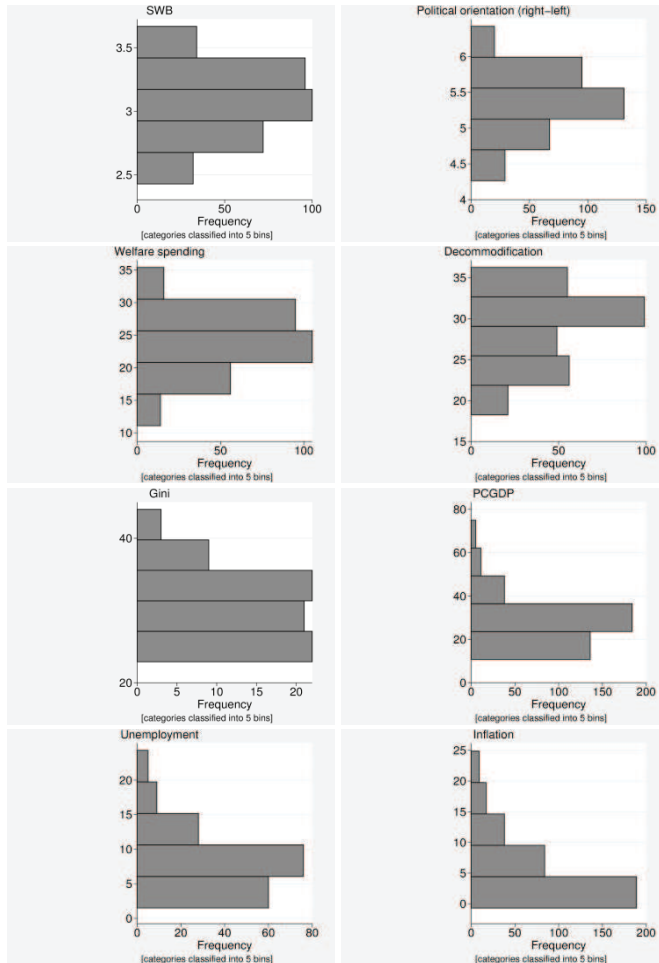 SWB
3.5
3
2.5
0 50 100
Frequency
[categories classified into 5 bins]
Political orientation (right−left)
6
5.5
5
4.5
4
0 50 100 150
Frequency
[categories classified into 5 bins]
Welfare spending
35
30
25
20
15
10
0 50 100
Frequency
[categories classified into 5 bins]
Decommodification
35
30
25
20
15
0 50 100
Frequency
[categories classified into 5 bins]
Gini
40
20
0 5 10 15 20
Frequency
[categories classified into 5 bins]
PCGDP
80
60
40
20
0
0 50 100 150 200
Frequency
[categories classified into 5 bins]
Unemployment
20
15
10
5
0
0 20 40 60 80
Frequency
[categories classified into 5 bins]
Inflation
25
20
15
10
5
0
0 50 100 150 200
Frequency
[categories classified into 5 bins]